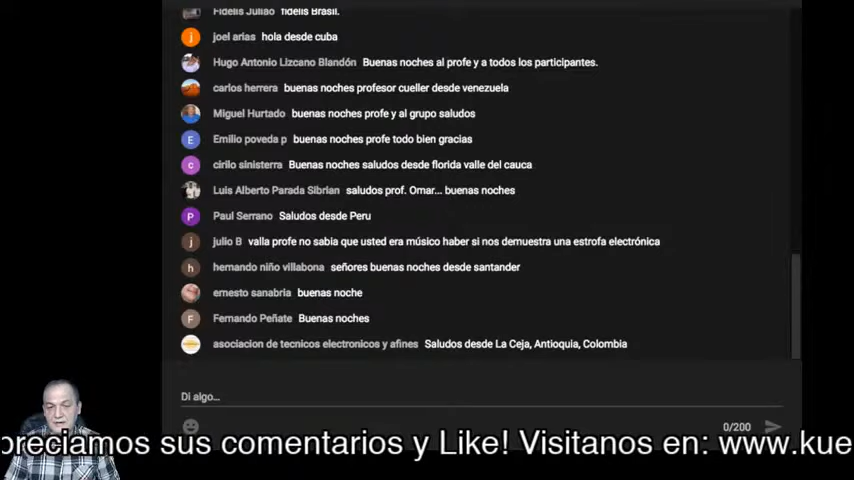 Fidelis Juliao fidelis Brasil.
joel arias hola desde cuba
Hugo Antonio Lizcano Blandón Buenas noches al profe y a todos los participantes.
carlos herrera buenas noches profesor cueller desde venezuela
Miguel Hurtado buenas noches profe y al grupo saludos
E Emilio poveda p buenas noches profe todo bien gracias
c cirilo sinisterra Buenas noches saludos desde florida valle del cauca
Luis Alberto Parada Sibrian saludos prof. Omar... buenas noches
P Paul Serrano Saludos desde Peru
j julio B valla profe no sabia que usted era músico haber si nos demuestra una estrofa electrónica
h hernando niño villabona señores buenas noches desde santander
ernesto sanabria buenas noche
F Fernando Peñate Buenas noches
asociacion de tecnicos electronicos y afines Saludos desde La Ceja, Antioquia, Colombia
Di algo...
0/200
preciamos sus comentarios y Like! Visitanos en: www.kue